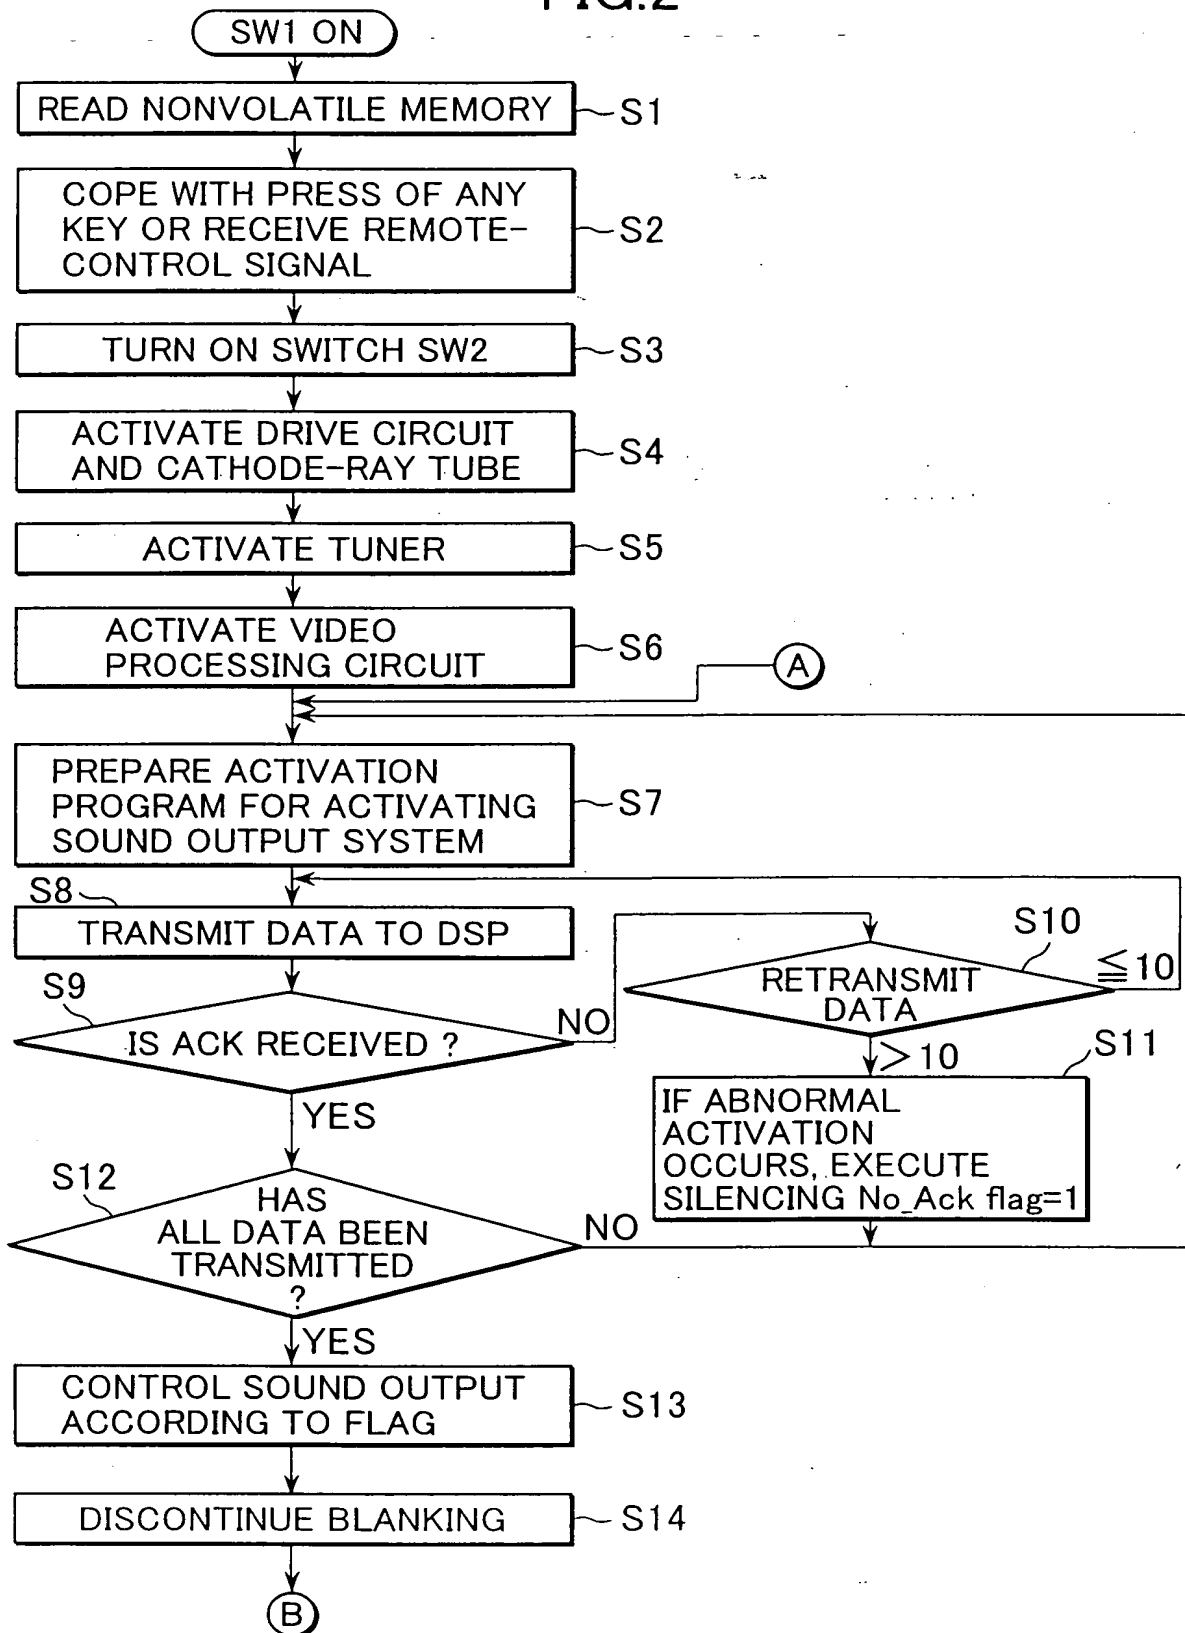 FIG.2
SW1 ON
READ NONVOLATILE MEMORY
S1
COPE WITH PRESS OF ANY
KEY OR RECEIVE REMOTE-
CONTROL SIGNAL
S2
TURN ON SWITCH SW2
S3
ACTIVATE DRIVE CIRCUIT
AND CATHODE-RAY TUBE
S4
ACTIVATE TUNER
S5
ACTIVATE VIDEO
PROCESSING CIRCUIT
S6
A
PREPARE ACTIVATION
PROGRAM FOR ACTIVATING
SOUND OUTPUT SYSTEM
S7
S8
TRANSMIT DATA TO DSP
S9
IS ACK RECEIVED ?
NO
YES
S10
RETRANSMIT
DATA
≦10
>10
S11
IF ABNORMAL
ACTIVATION
OCCURS, EXECUTE
SILENCING No_Ack flag=1
S12
HAS
ALL DATA BEEN
TRANSMITTED
?
NO
YES
CONTROL SOUND OUTPUT
ACCORDING TO FLAG
S13
DISCONTINUE BLANKING
S14
B